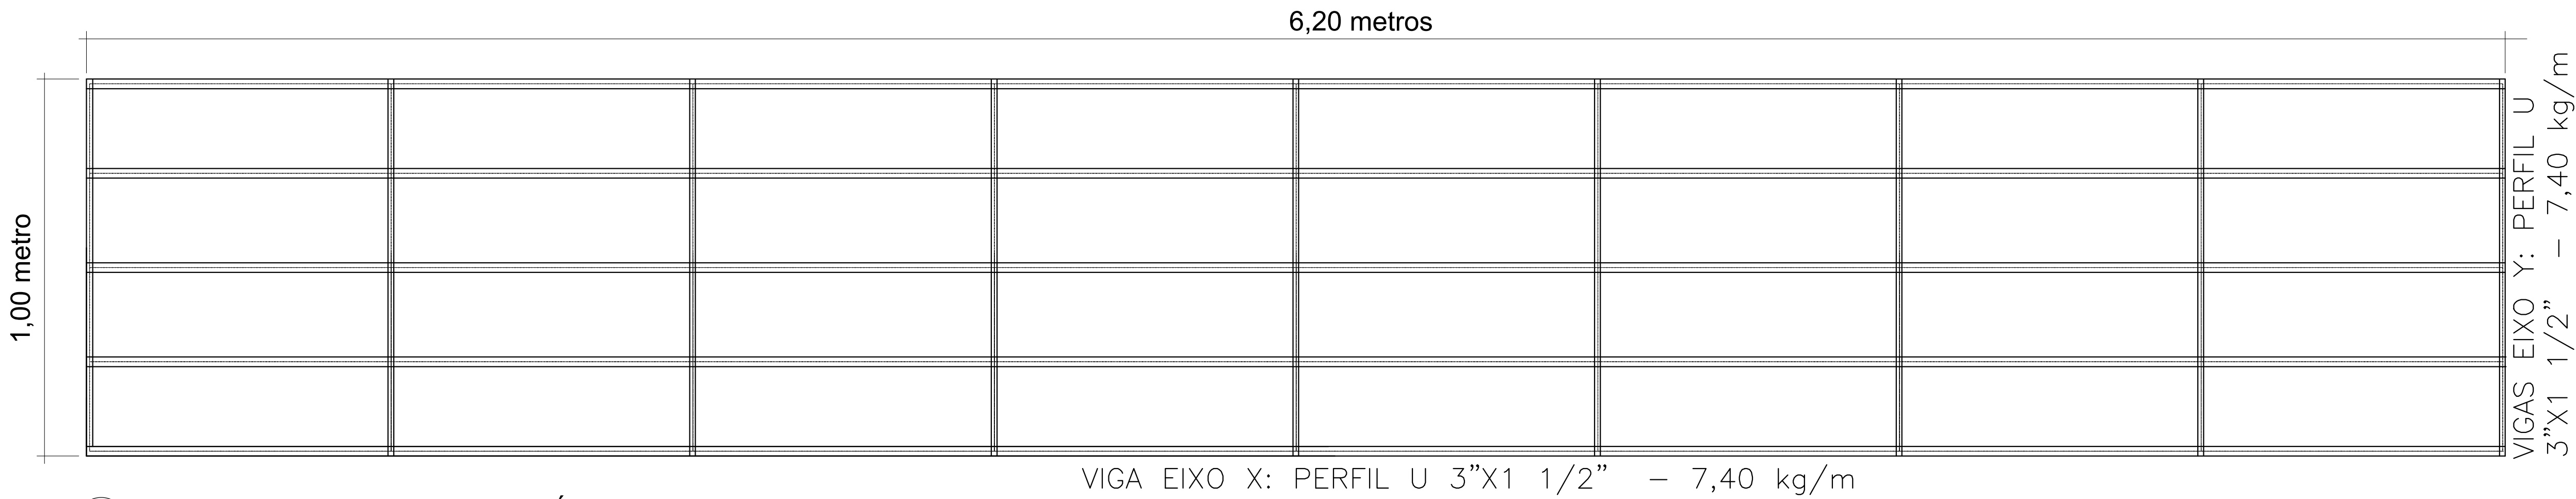 6,20 metros
1,00 metro
VIGAS EIXO Y: PERFIL U
3”X1 1/2” - 7,40 kg/m
VIGA EIXO X: PERFIL U 3”X1 1/2” - 7,40 kg/m